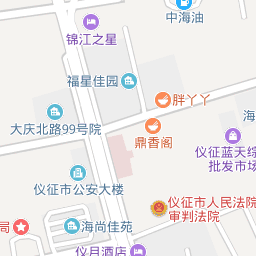 中海油
锦江之星
福星佳园
胖丫丫
海
大庆北路99号院
鼎香阁
仪征蓝天综
批发市场
仪征市公安大楼
仪征市人民法院
审判法院
局
海尚佳苑
仪月酒店